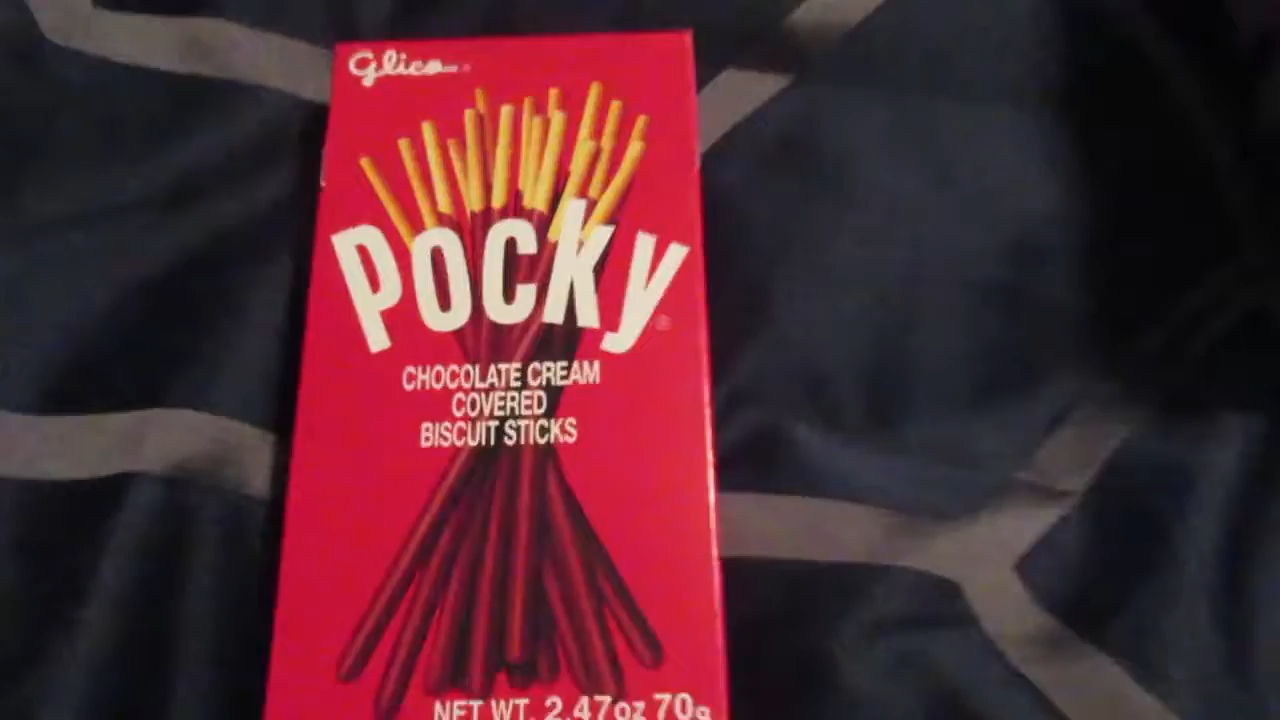 Glico
Pocky
CHOCOLATE CREAM
COVERED
BISCUIT STICKS
NET WT. 2.47oz 70g